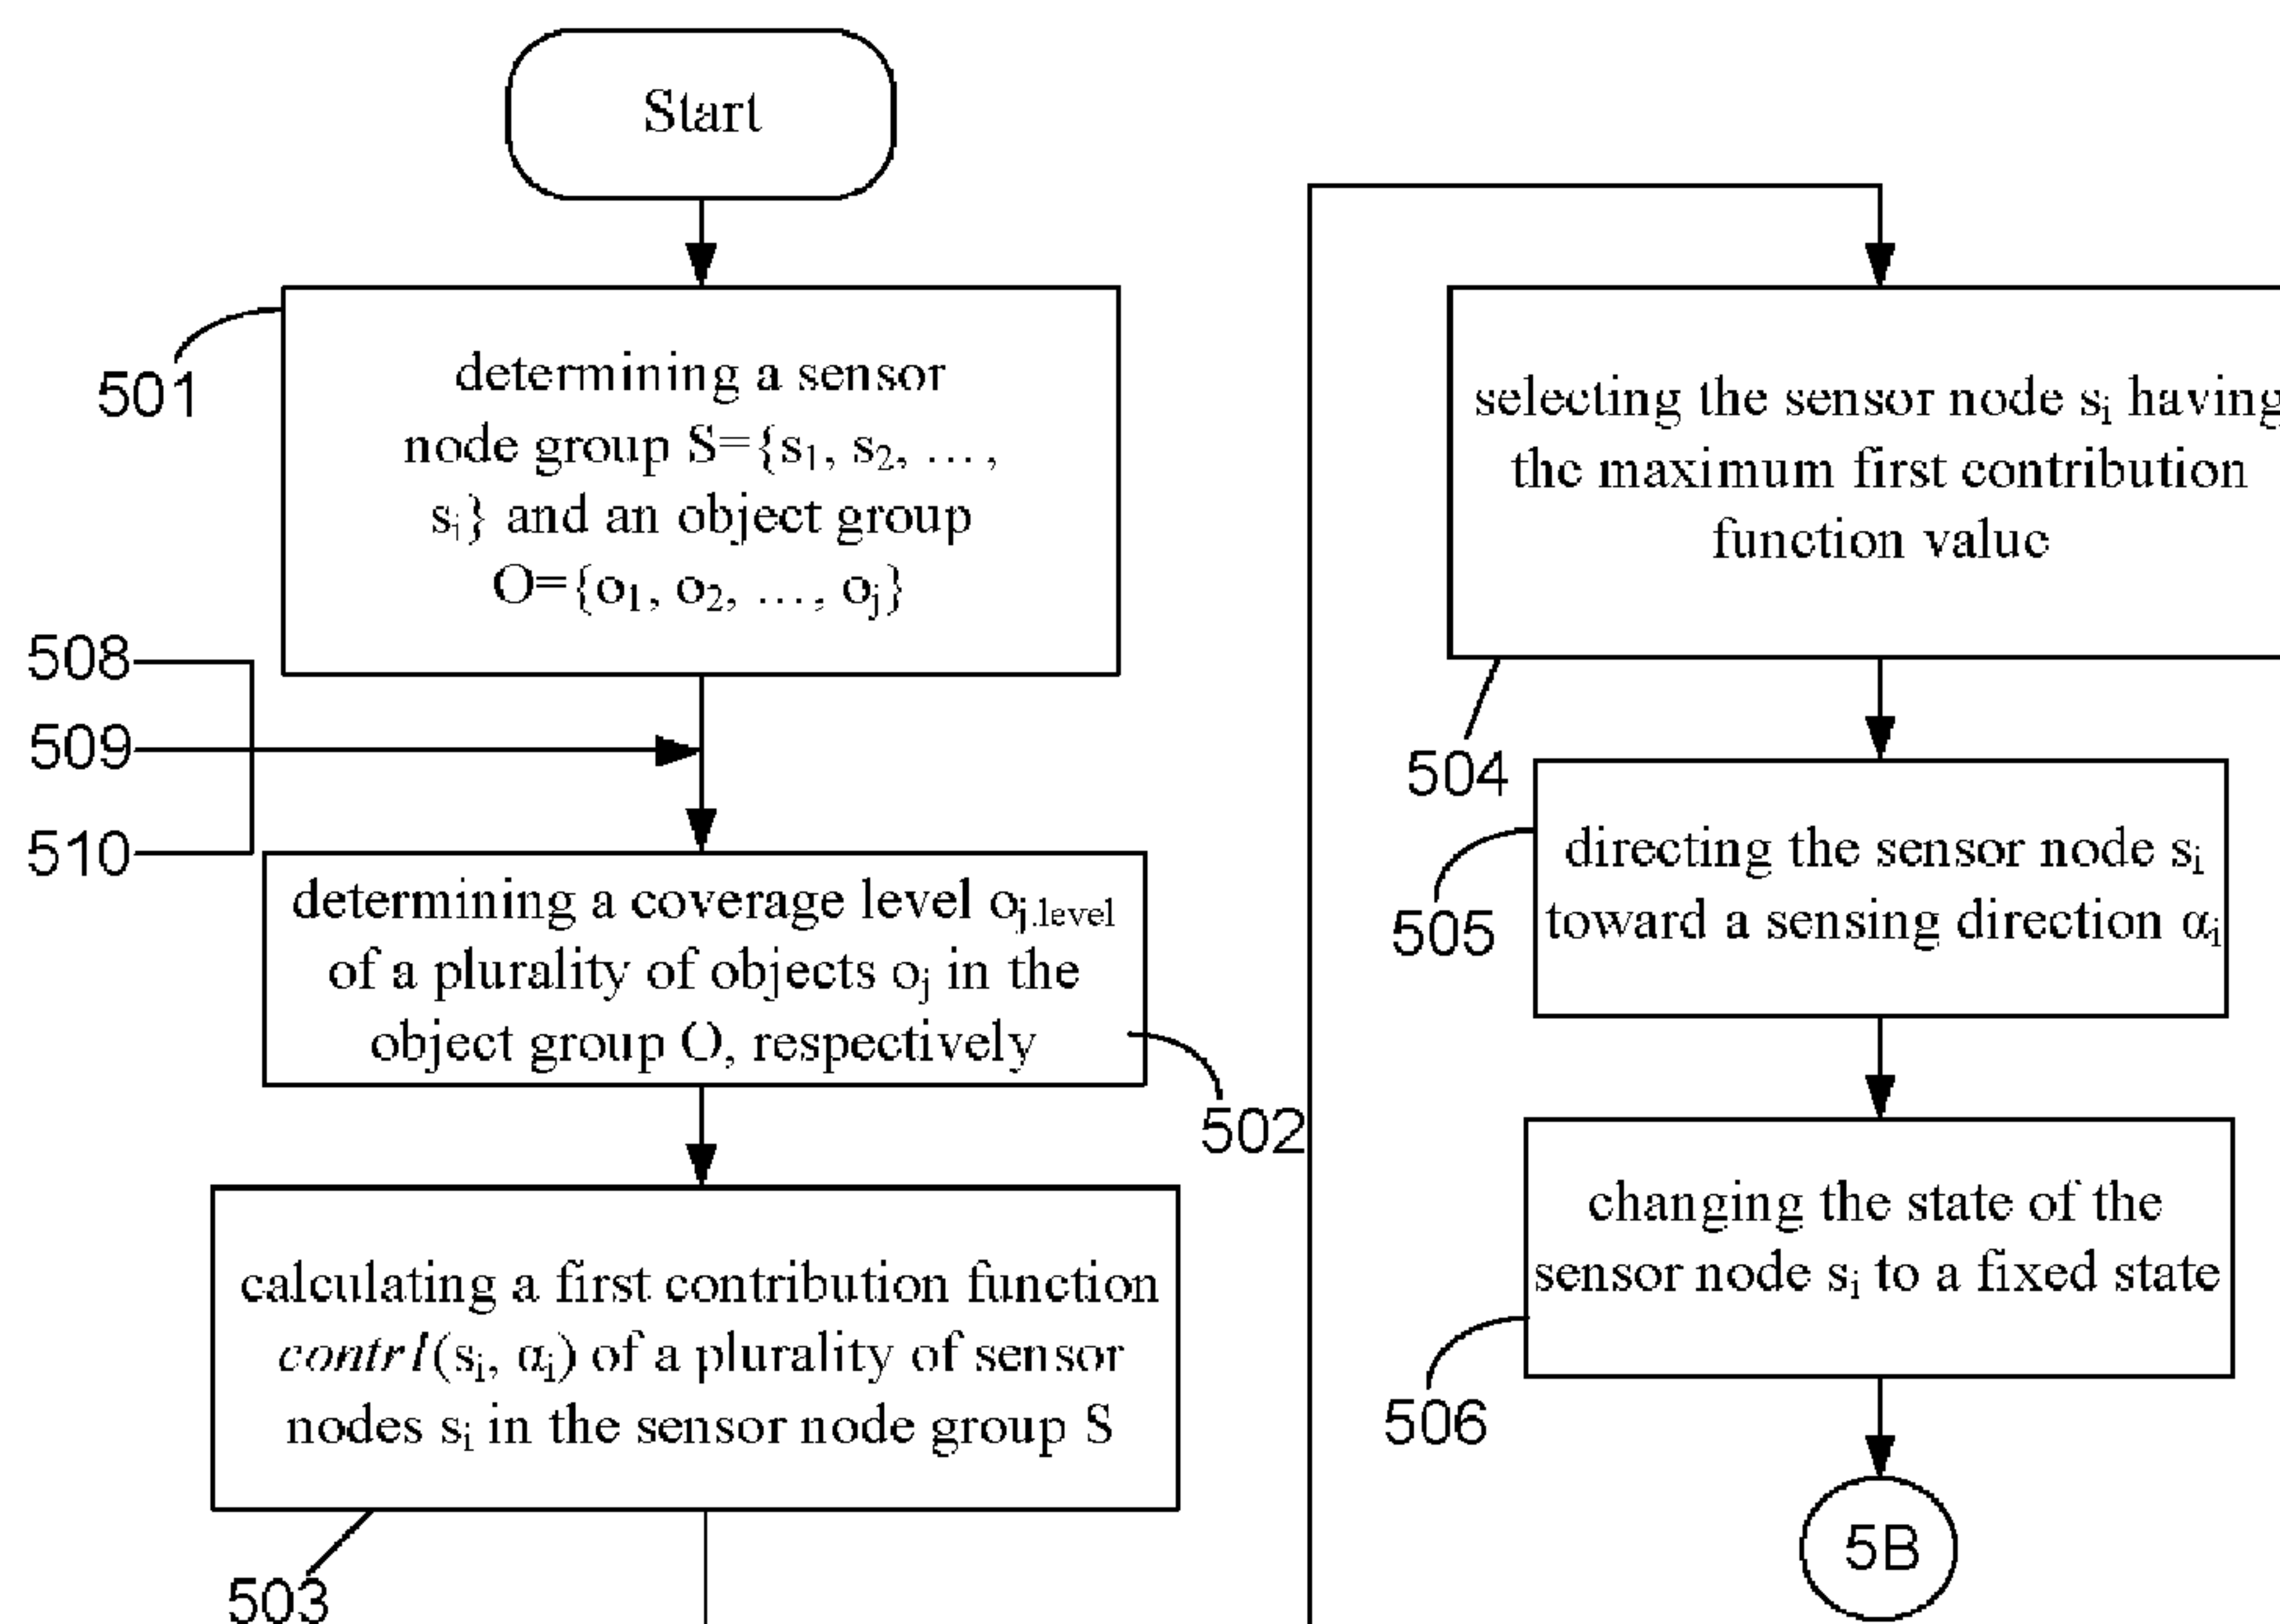 Start
501
determining a sensor
node group S={s₁, s₂, …,
sᵢ} and an object group
O={o₁, o₂, …, oⱼ}
508
509
510
determining a coverage level oⱼ.level
of a plurality of objects oⱼ in the
object group O, respectively
502
calculating a first contribution function
contr1(sᵢ, αᵢ) of a plurality of sensor
nodes sᵢ in the sensor node group S
503
selecting the sensor node sᵢ having
the maximum first contribution
function value
504
directing the sensor node sᵢ
toward a sensing direction αᵢ
505
changing the state of the
sensor node sᵢ to a fixed state
506
5B